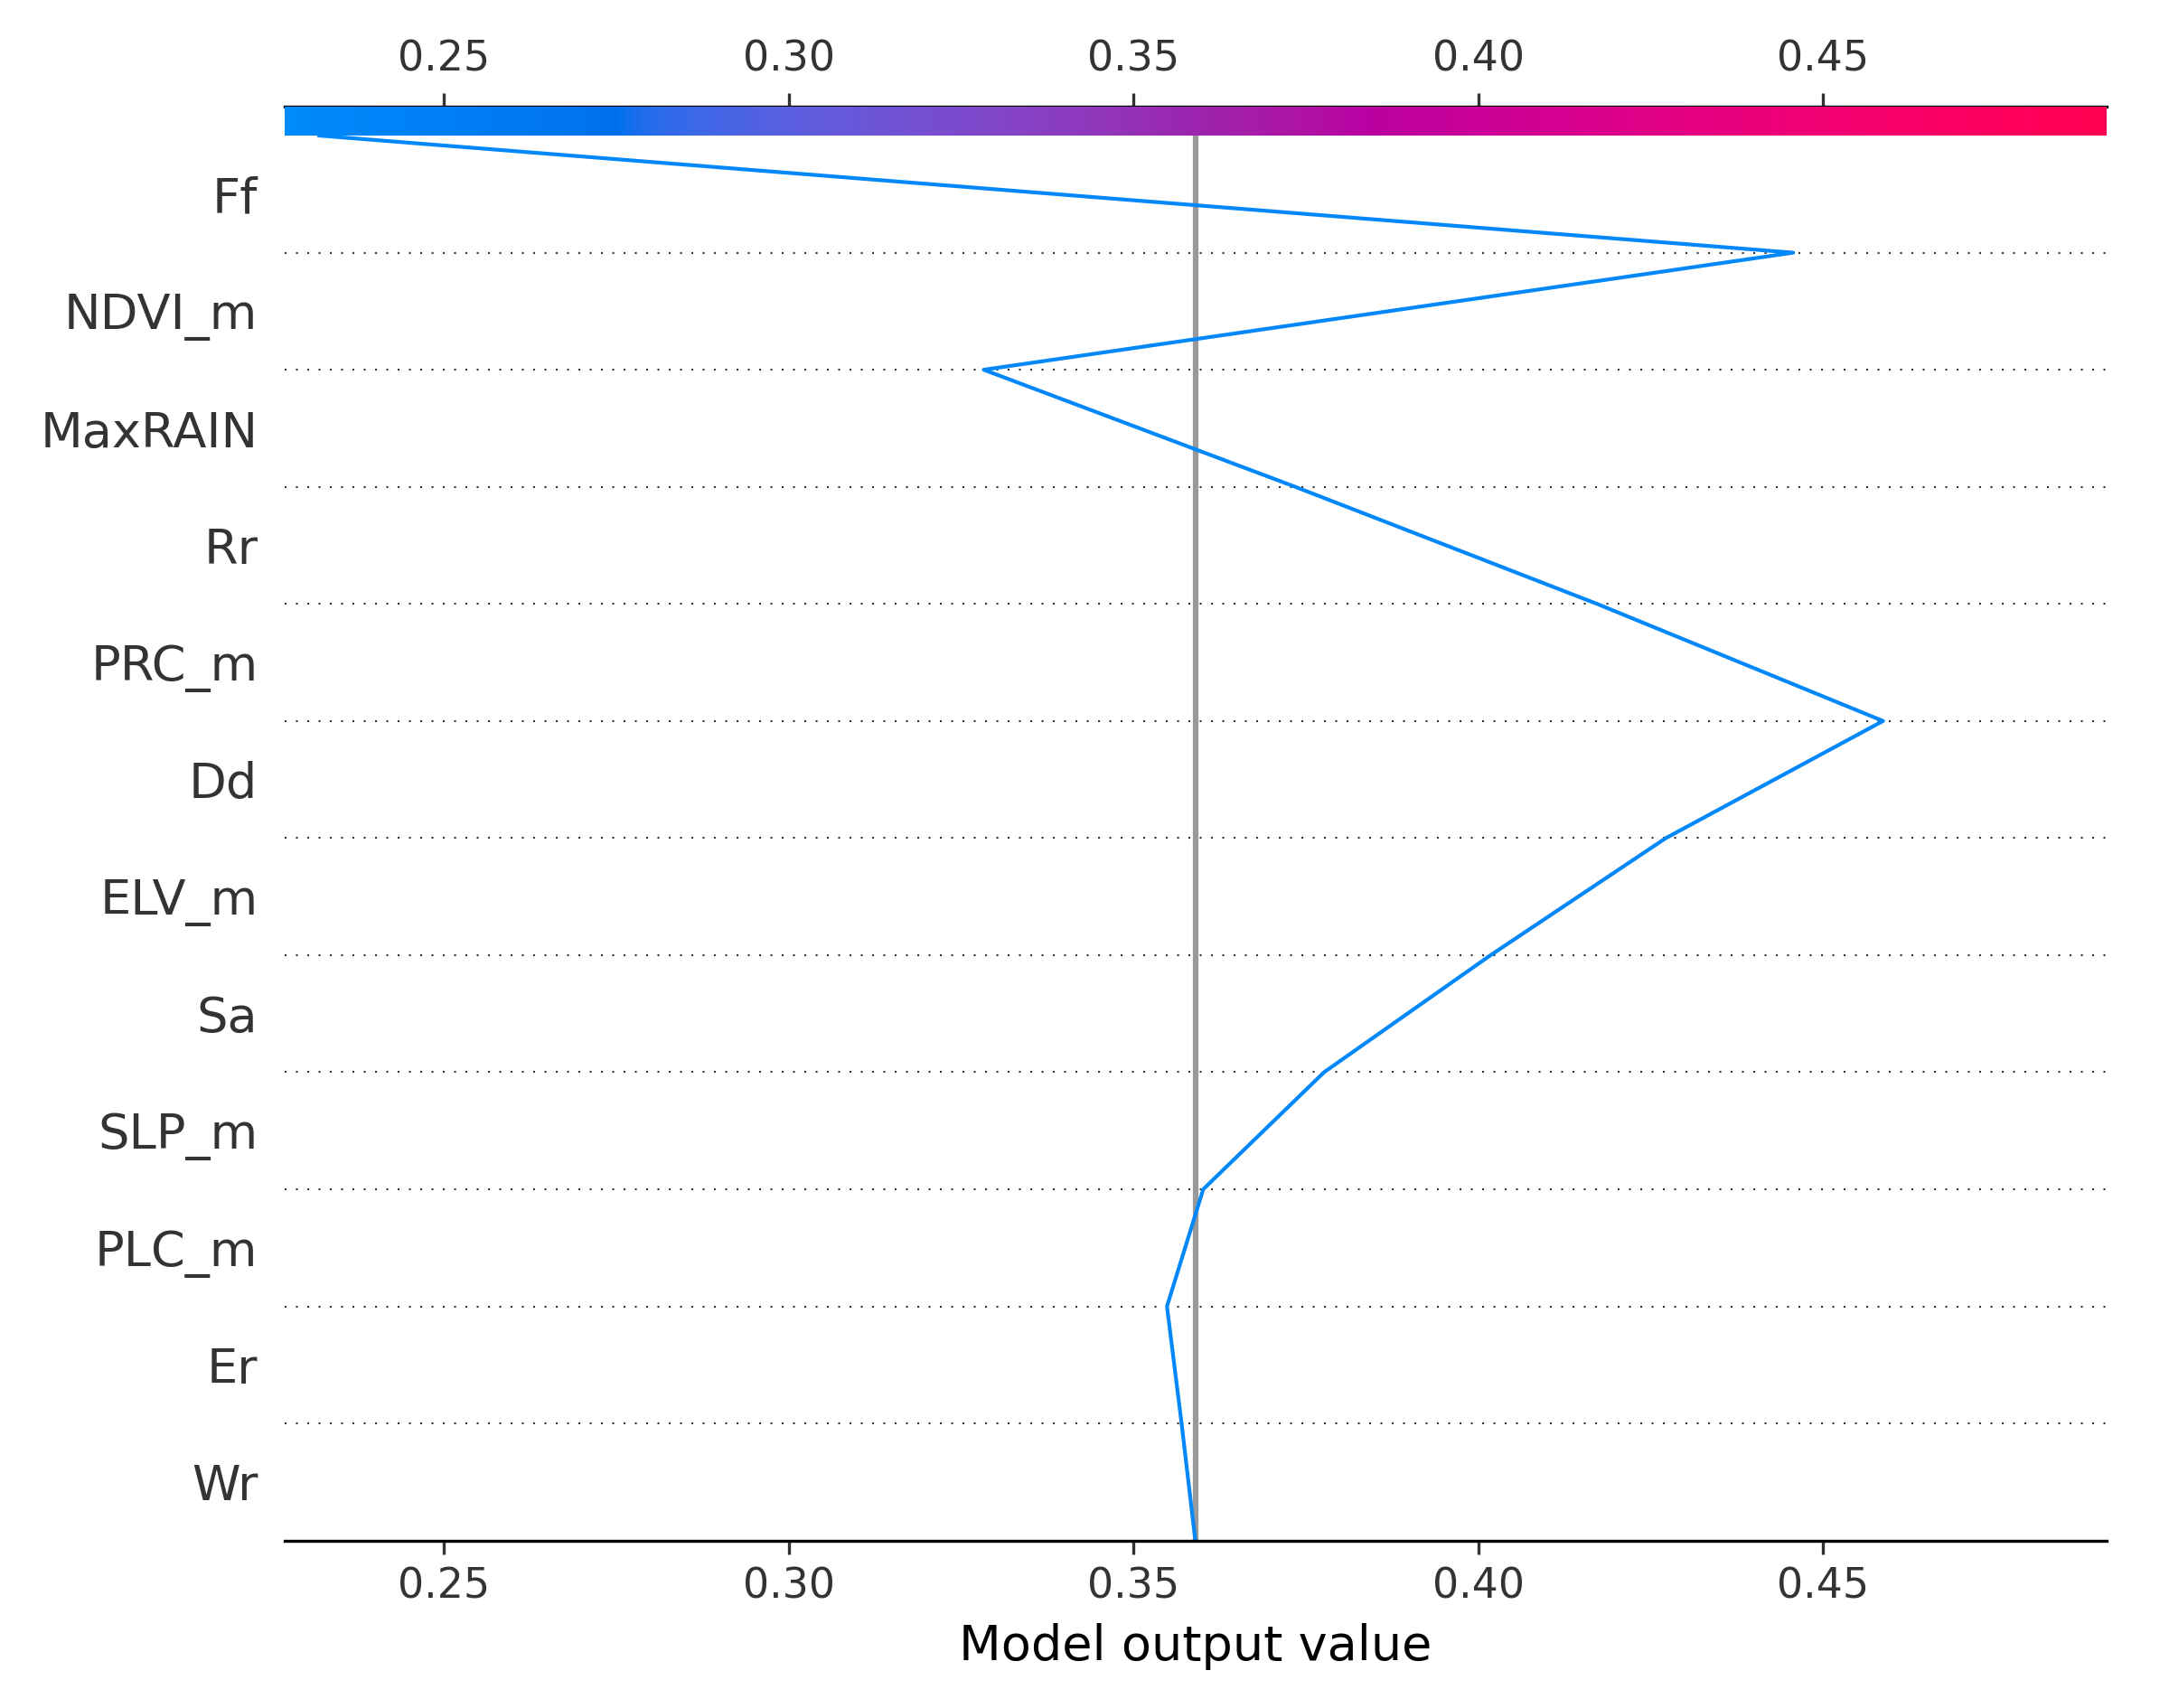 0.25 0.30 0.35 0.40 0.45
Ff
NDVI_m
MaxRAIN
Rr
PRC_m
Dd
ELV_m
Sa
SLP_m
PLC_m
Er
Wr
0.25 0.30 0.35 0.40 0.45
Model output value